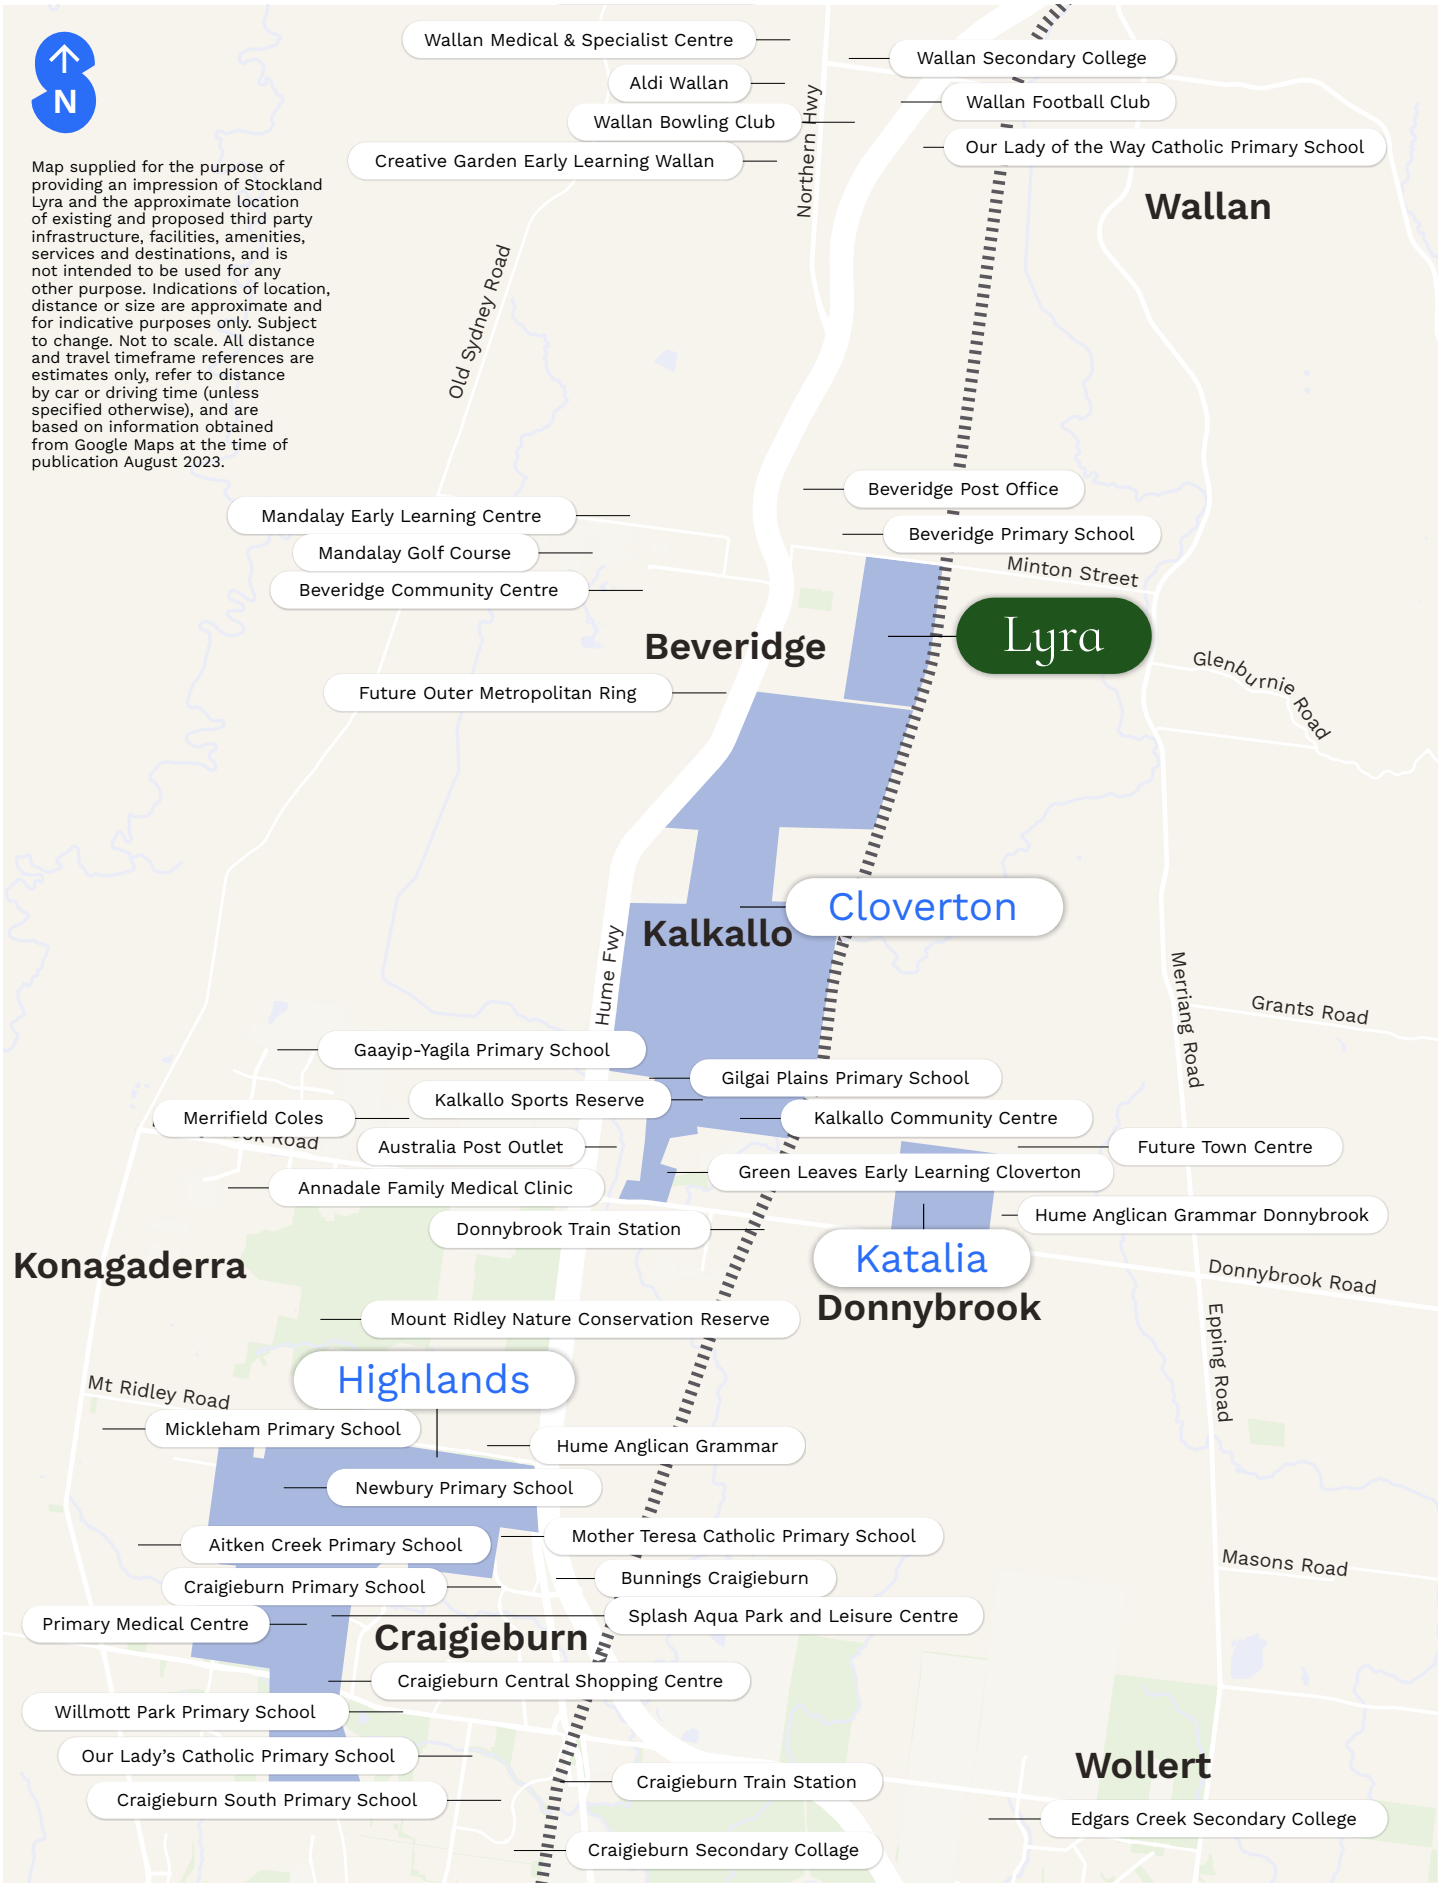 Wallan Medical & Specialist Centre
Aldi Wallan
Wallan Bowling Club
Creative Garden Early Learning Wallan
Northern Hwy
Wallan Secondary College
Wallan Football Club
Our Lady of the Way Catholic Primary School
Wallan
N
Map supplied for the purpose of
providing an impression of Stockland
Lyra and the approximate location
of existing and proposed third party
infrastructure, facilities, amenities,
services and destinations, and is
not intended to be used for any
other purpose. Indications of location,
distance or size are approximate and
for indicative purposes only. Subject
to change. Not to scale. All distance
and travel timeframe references are
estimates only, refer to distance
by car or driving time (unless
specified otherwise), and are
based on information obtained
from Google Maps at the time of
publication August 2023.
Old Sydney Road
Beveridge Post Office
Mandalay Early Learning Centre
Beveridge Primary School
Mandalay Golf Course
Minton Street
Beveridge Community Centre
Lyra
Beveridge
Glenburnie Road
Future Outer Metropolitan Ring
Cloverton
Kalkallo
Hume Fwy
Merriang Road
Grants Road
Gaayip-Yagila Primary School
Gilgai Plains Primary School
Kalkallo Sports Reserve
Merrifield Coles
Kalkallo Community Centre
Road
Australia Post Outlet
Future Town Centre
Green Leaves Early Learning Cloverton
Annadale Family Medical Clinic
Hume Anglican Grammar Donnybrook
Donnybrook Train Station
Katalia
Konagaderra
Donnybrook Road
Donnybrook
Mount Ridley Nature Conservation Reserve
Epping Road
Highlands
Mt Ridley Road
Mickleham Primary School
Hume Anglican Grammar
Newbury Primary School
Mother Teresa Catholic Primary School
Aitken Creek Primary School
Masons Road
Bunnings Craigieburn
Craigieburn Primary School
Splash Aqua Park and Leisure Centre
Primary Medical Centre
Craigieburn
Craigieburn Central Shopping Centre
Willmott Park Primary School
Our Lady's Catholic Primary School
Wollert
Craigieburn Train Station
Craigieburn South Primary School
Edgars Creek Secondary College
Craigieburn Secondary Collage